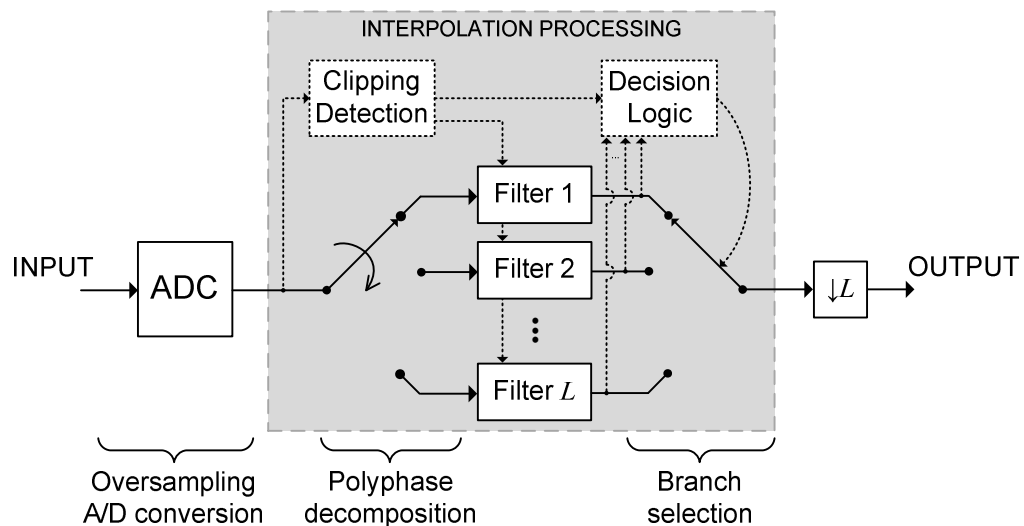 INTERPOLATION PROCESSING
Clipping
Detection
Decision
Logic
...
Filter 1
INPUT
ADC
Filter 2
↓L
OUTPUT
Filter L
Oversampling
A/D conversion
Polyphase
decomposition
Branch
selection